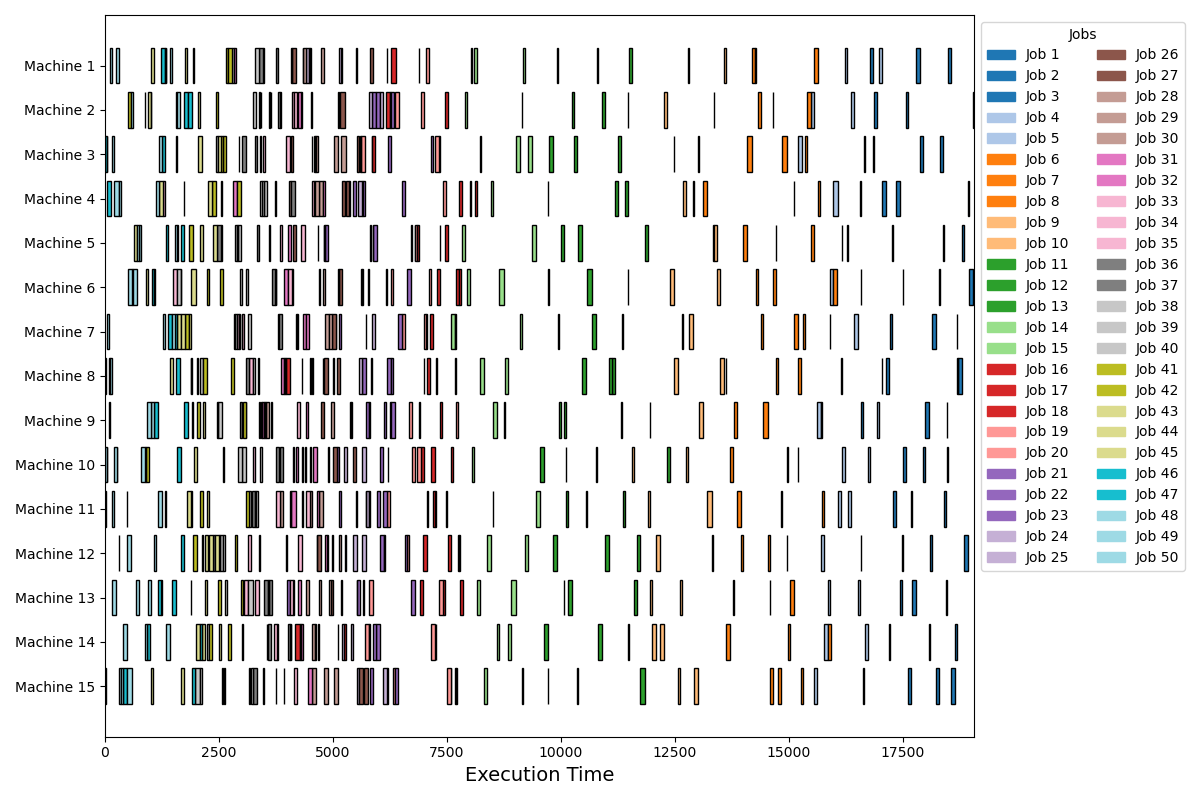 Machine 1
Machine 2
Machine 3
Machine 4
Machine 5
Machine 6
Machine 7
Machine 8
Machine 9
Machine 10
Machine 11
Machine 12
Machine 13
Machine 14
Machine 15
0 2500 5000 7500 10000 12500 15000 17500
Execution Time
Jobs
Job 1 Job 26
Job 2 Job 27
Job 3 Job 28
Job 4 Job 29
Job 5 Job 30
Job 6 Job 31
Job 7 Job 32
Job 8 Job 33
Job 9 Job 34
Job 10 Job 35
Job 11 Job 36
Job 12 Job 37
Job 13 Job 38
Job 14 Job 39
Job 15 Job 40
Job 16 Job 41
Job 17 Job 42
Job 18 Job 43
Job 19 Job 44
Job 20 Job 45
Job 21 Job 46
Job 22 Job 47
Job 23 Job 48
Job 24 Job 49
Job 25 Job 50